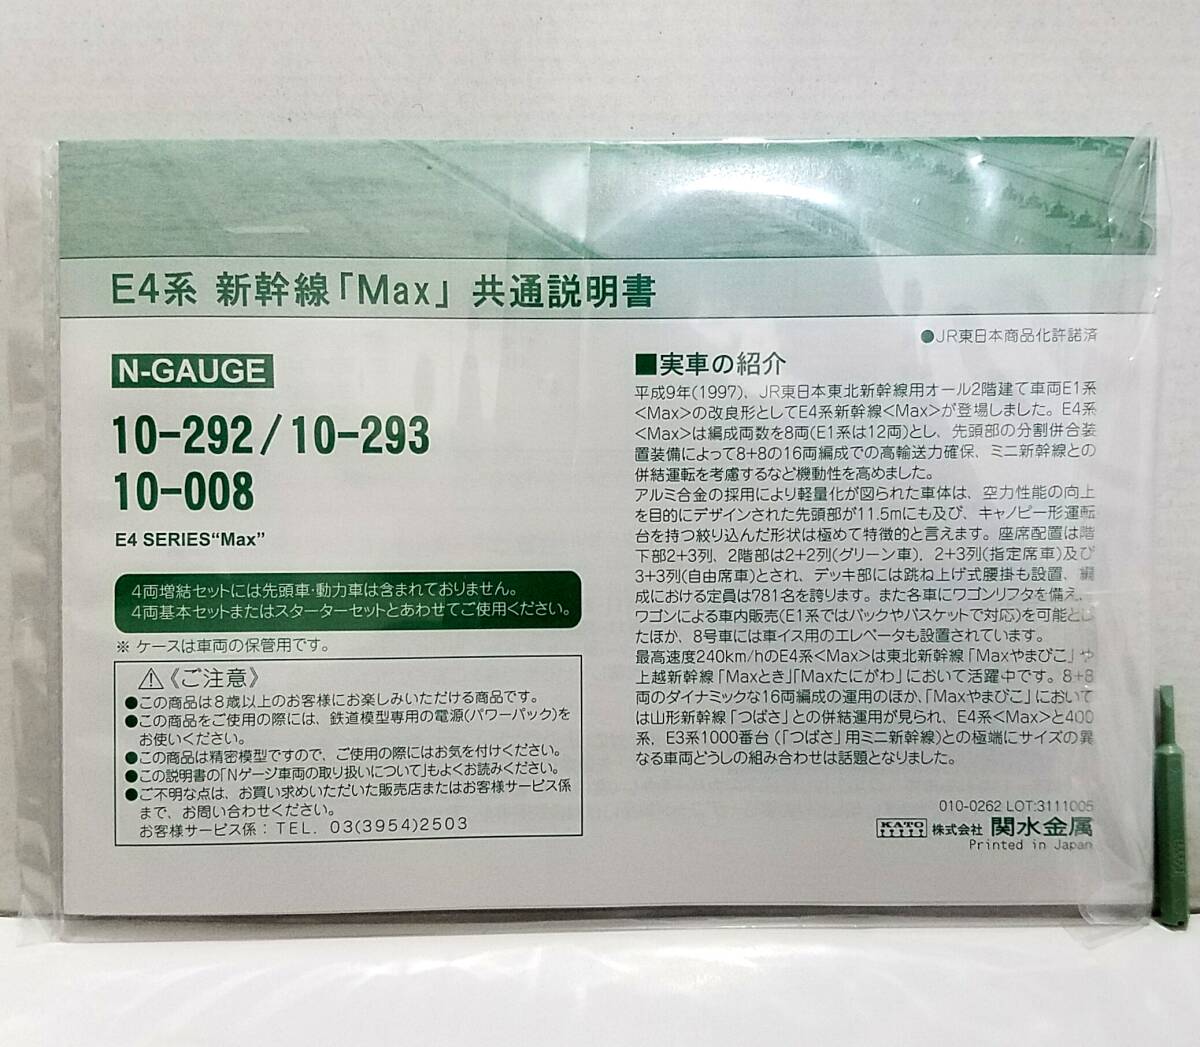 E4系 新幹線「Max」 共通説明書
●JR東日本商品化許諾済
N-GAUGE
10-292/10-293
10-008
E4 SERIES“Max”
4両増結セットには先頭車・動力車は含まれておりません。
4両基本セットまたはスターターセットとあわせてご使用ください。
※ ケースは車両の保管用です。
⚠《ご注意》
●この商品は8歳以上のお客様にお楽しみいただける商品です。
●この商品をご使用の際には、鉄道模型専用の電源(パワーパック)を
お使いください。
●この商品は精密模型ですので、ご使用の際にはお気を付けください。
●この説明書の「Nゲージ車両の取り扱いについて」もよくお読みください。
●ご不明な点は、お買い求めいただいた販売店またはお客様サービス係
まで、お問い合わせください。
お客様サービス係：TEL. 03(3954)2503
■実車の紹介
平成9年(1997)、JR東日本東北新幹線用オール2階建て車両E1系
<Max>の改良形としてE4系新幹線<Max>が登場しました。E4系
<Max>は編成両数を8両(E1系は12両)とし、先頭部の分割併合装
置装備によって8+8の16両編成での高輸送力確保、ミニ新幹線との
併結運転を考慮するなど機動性を高めました。
アルミ合金の採用により軽量化が図られた車体は、空力性能の向上
を目的にデザインされた先頭部が11.5mにも及び、キャノピー形運転
台を持つ絞り込んだ形状は極めて特徴的と言えます。座席配置は階
下部2+3列、2階部は2+2列(グリーン車)、2+3列(指定席車)及び
3+3列(自由席車)とされ、デッキ部には跳ね上げ式腰掛も設置、編
成における定員は781名を誇ります。また各車にワゴンリフタを備え、
ワゴンによる車内販売(E1系ではバックやバスケットで対応)を可能とし
たほか、8号車には車イス用のエレベータも設置されています。
最高速度240km/hのE4系<Max>は東北新幹線「Maxやまびこ」や
上越新幹線「Maxとき」「Maxたにがわ」において活躍中です。8+8
両のダイナミックな16両編成の運用のほか、「Maxやまびこ」において
は山形新幹線「つばさ」との併結運用が見られ、E4系<Max>と400
系、E3系1000番台(「つばさ」用ミニ新幹線)との極端にサイズの異
なる車両どうしの組み合わせは話題となりました。
010-0262 LOT:3111005
KATO 株式会社 関水金属
Printed in Japan